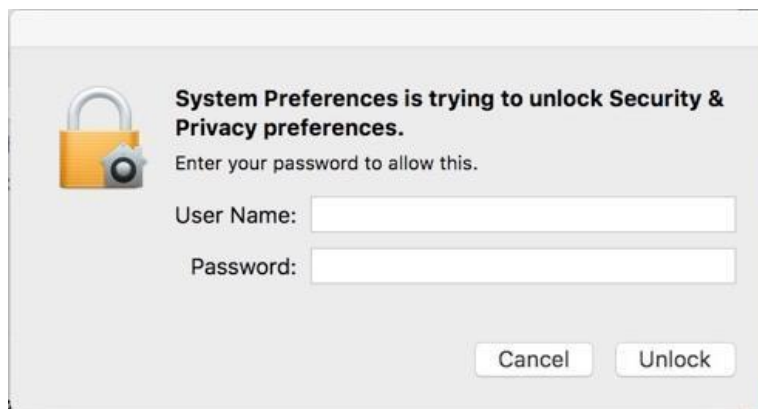 System Preferences is trying to unlock Security &
Privacy preferences.
Enter your password to allow this.
User Name:
Password:
Cancel Unlock